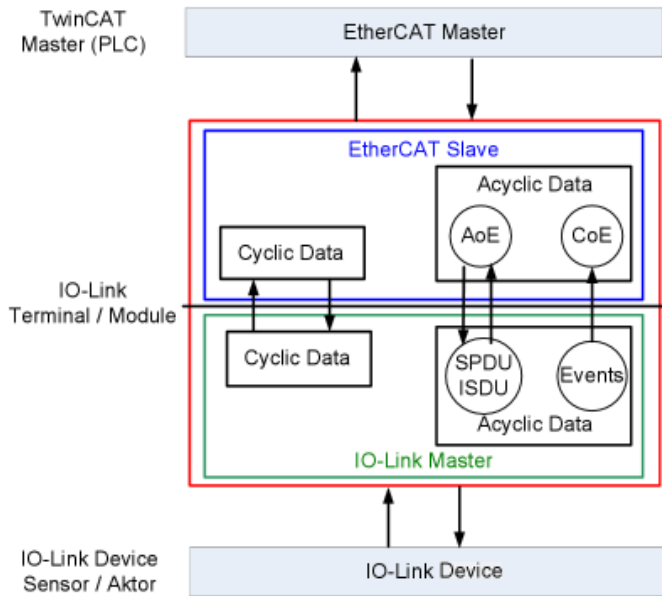 TwinCAT
Master (PLC)
EtherCAT Master
EtherCAT Slave
Acyclic Data
AoE
CoE
Cyclic Data
IO-Link
Terminal / Module
Cyclic Data
SPDU
ISDU
Events
Acyclic Data
IO-Link Master
IO-Link Device
Sensor / Aktor
IO-Link Device